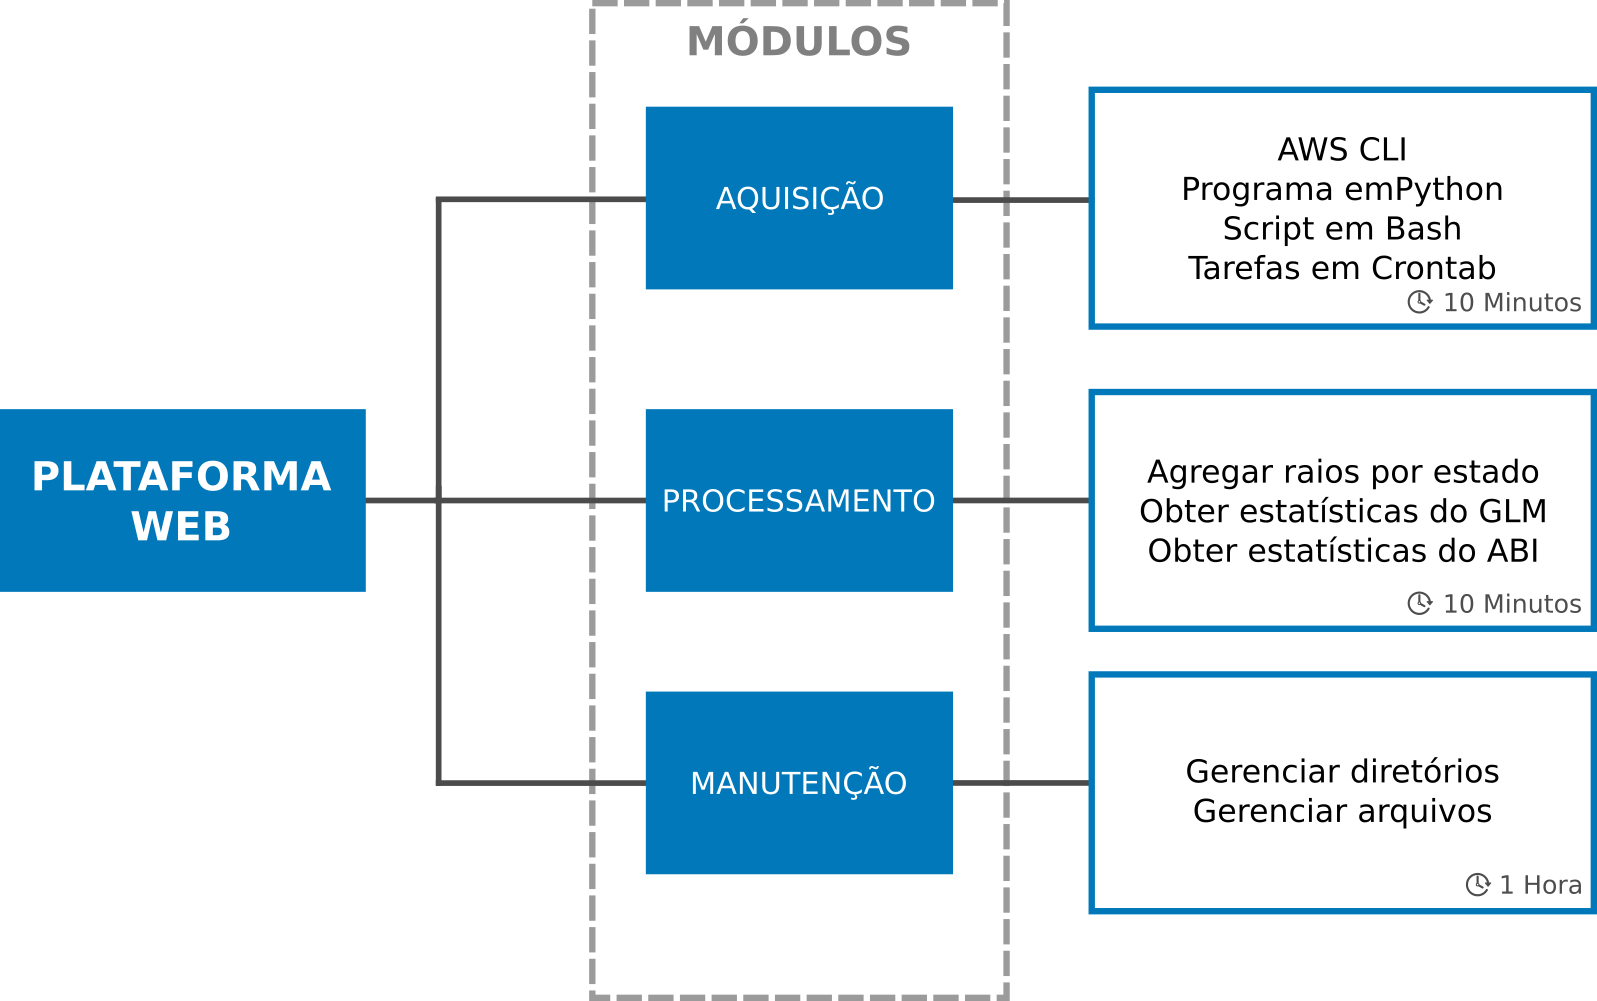 MÓDULOS
PLATAFORMA
WEB
AQUISIÇÃO
AWS CLI
Programa emPython
Script em Bash
Tarefas em Crontab
10 Minutos
PROCESSAMENTO
Agregar raios por estado
Obter estatísticas do GLM
Obter estatísticas do ABI
10 Minutos
MANUTENÇÃO
Gerenciar diretórios
Gerenciar arquivos
1 Hora